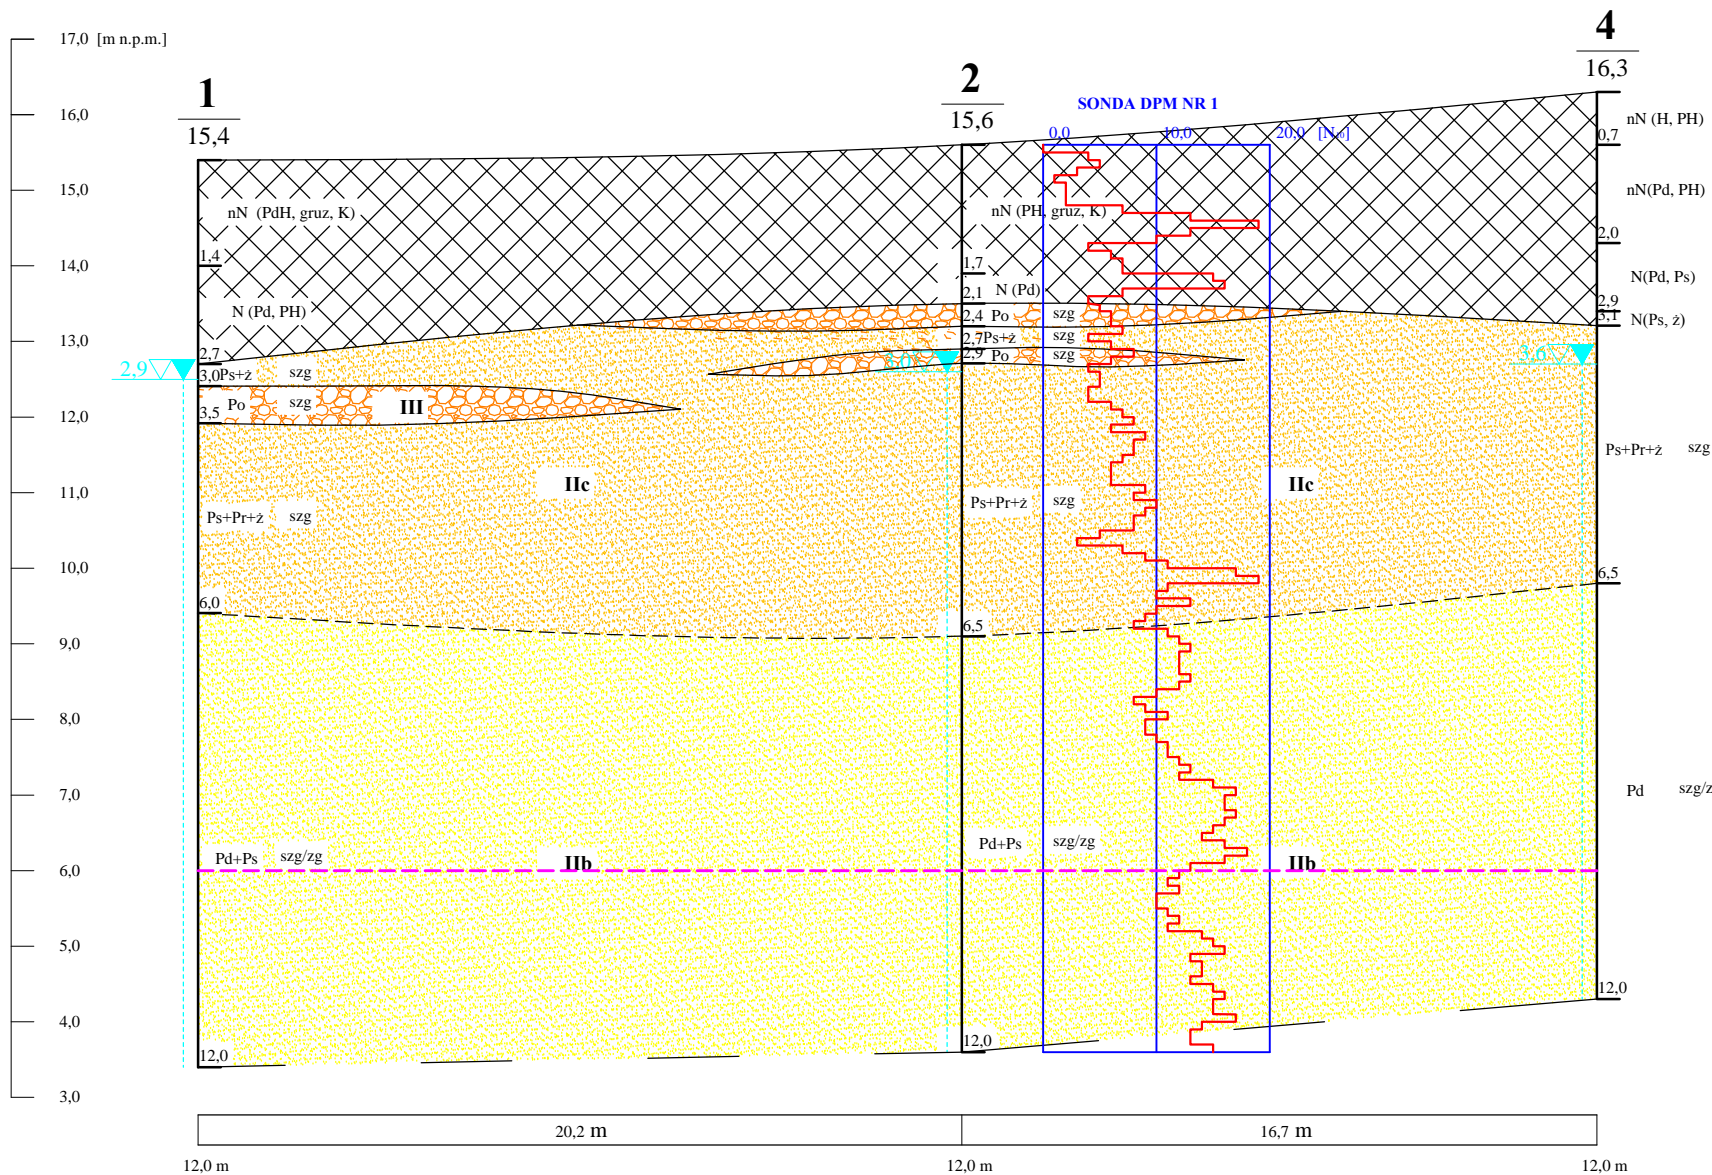 17,0 [m n.p.m.]
16,0
15,0
14,0
13,0
12,0
11,0
10,0
9,0
8,0
7,0
6,0
5,0
4,0
3,0
1
15,4
nN (PdH, gruz, K)
1,4
N (Pd, PH)
2,7
2,9
3,0
Ps+ż
szg
Po
szg
III
3,5
IIc
Ps+Pr+ż
szg
6,0
Pd+Ps
szg/zg
IIb
12,0
2
15,6
nN (PH, gruz, K)
1,7
N (Pd)
2,1
2,4
Po
szg
2,7
Ps+ż
szg
2,9
Po
szg
3,0
Ps+Pr+ż
szg
6,5
Pd+Ps
szg/zg
12,0
SONDA DPM NR 1
0,0
10,0
20,0
IIc
IIb
4
16,3
nN (H, PH)
0,7
nN(Pd, PH)
2,0
N(Pd, Ps)
2,9
3,1
N(Ps, ż)
3,6
Ps+Pr+ż
szg
6,5
Pd
szg/z
12,0
20,2 m
16,7 m
12,0 m
12,0 m
12,0 m